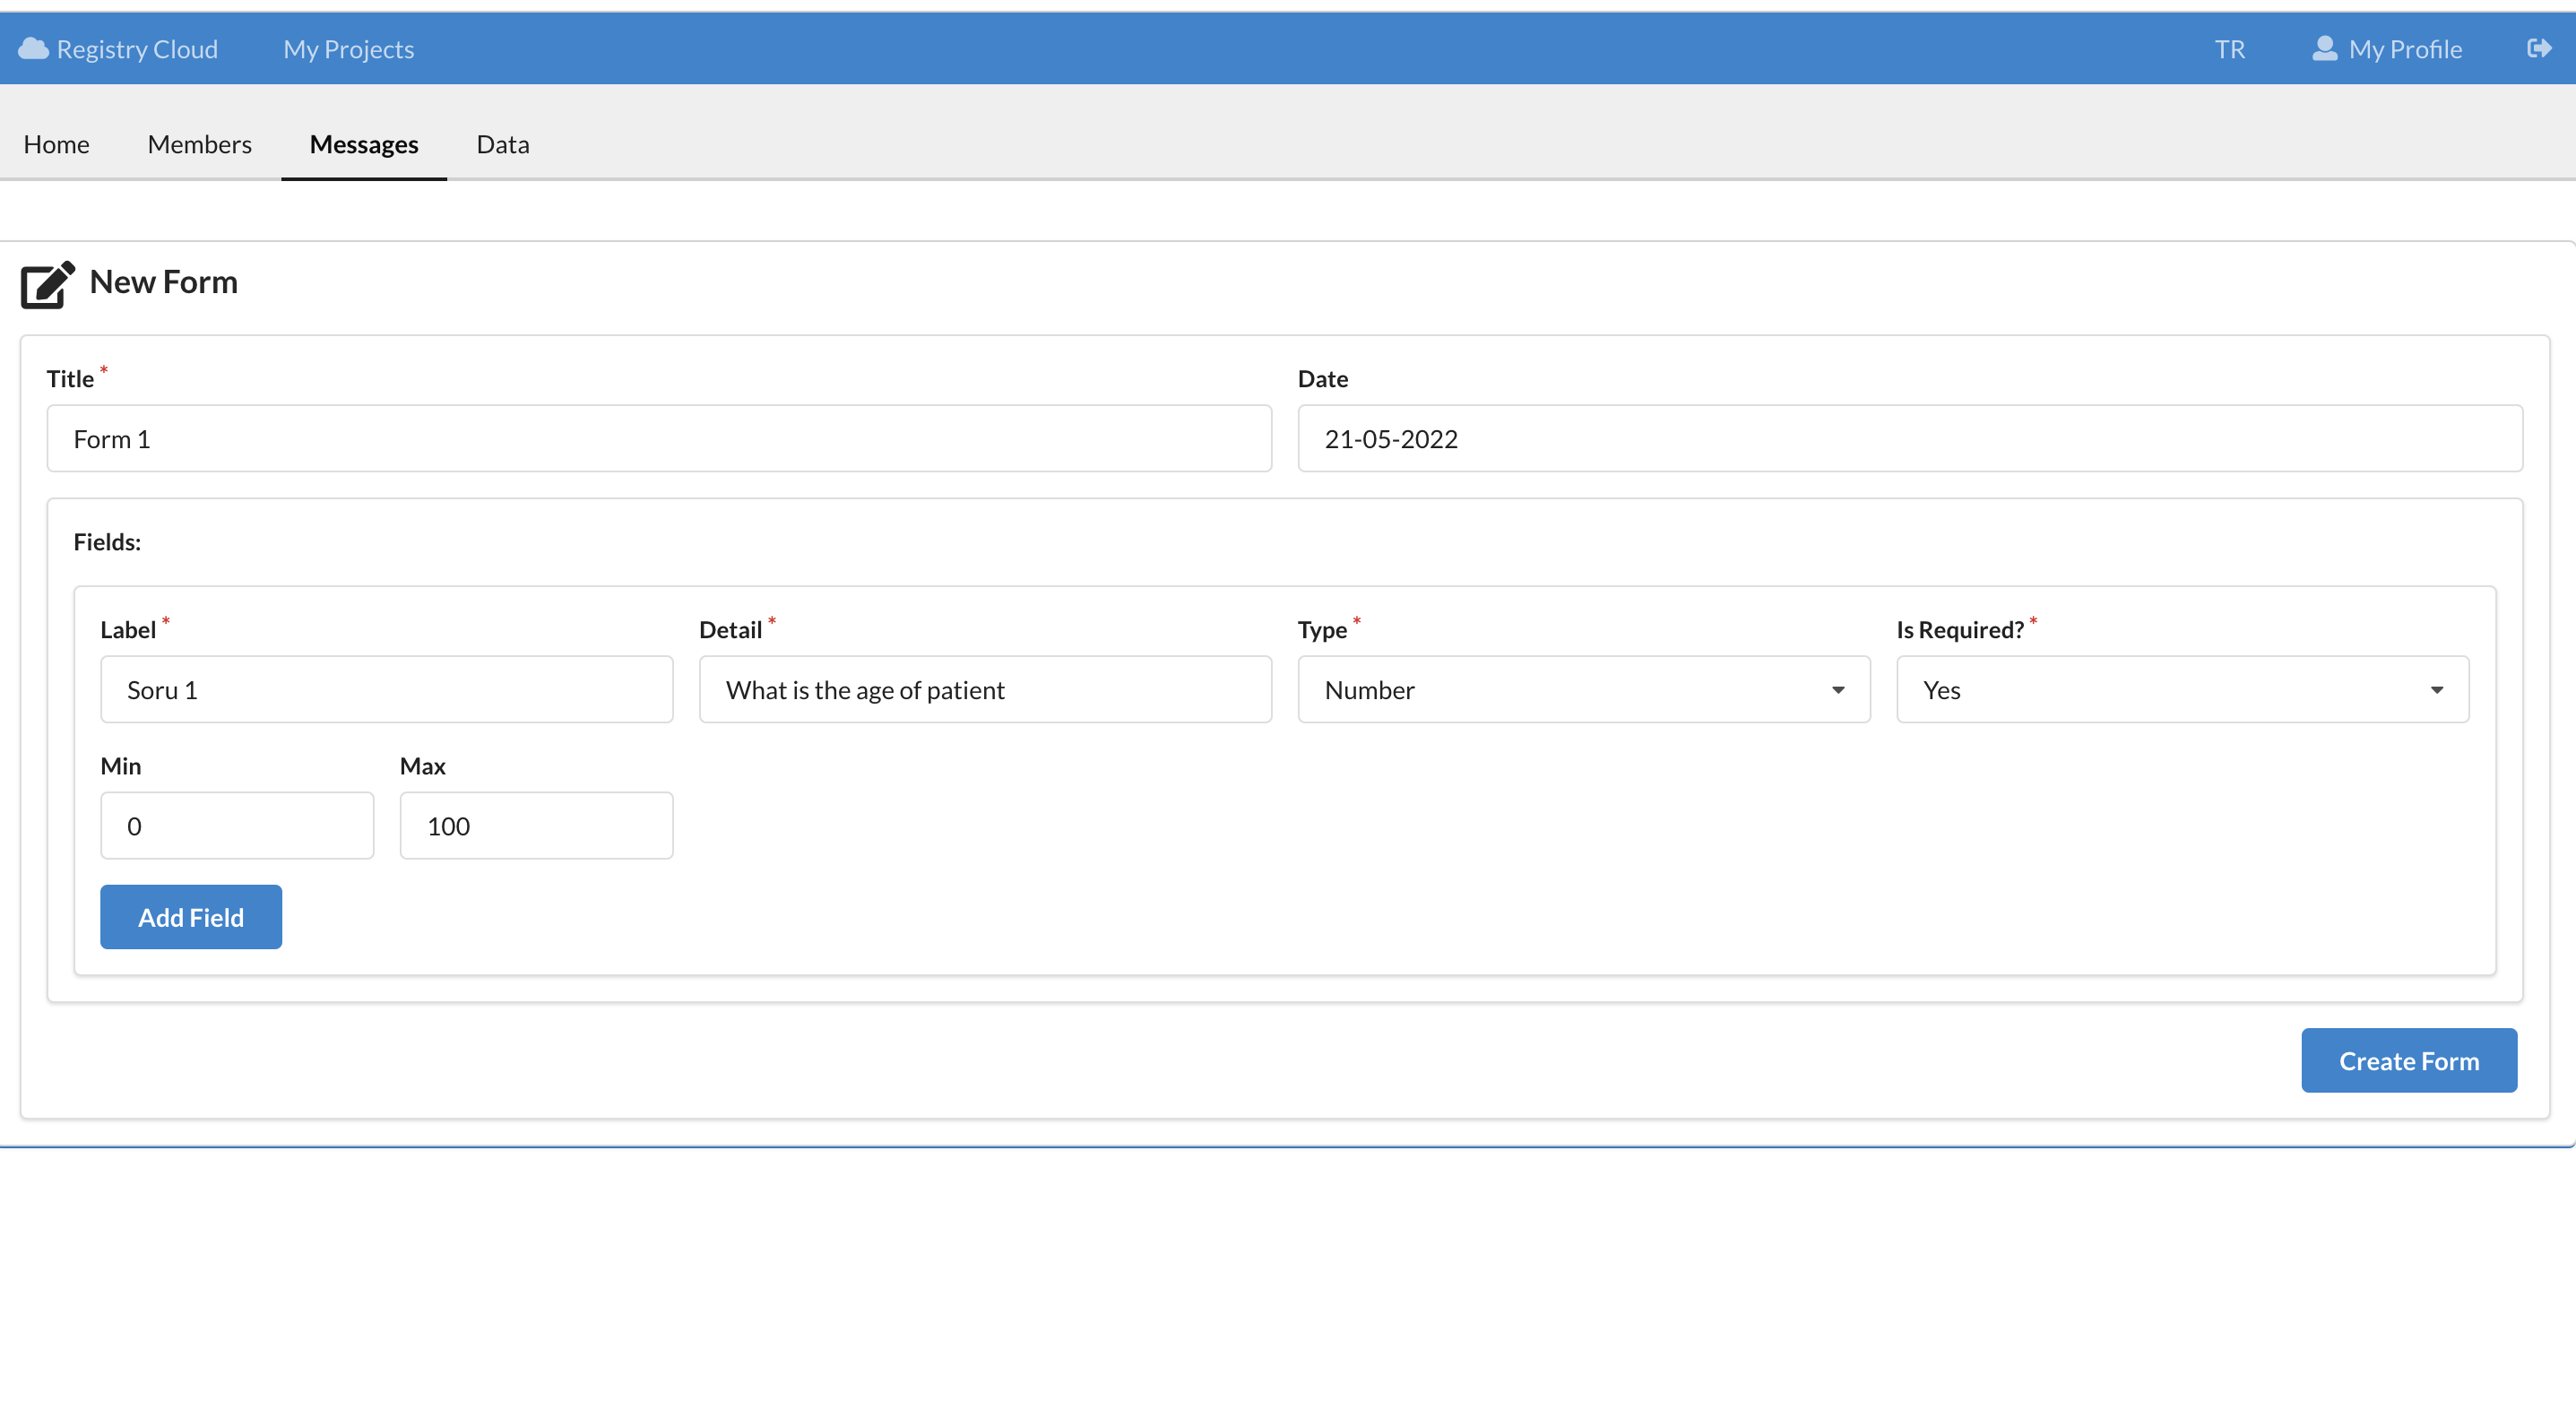 Registry Cloud My Projects TR My Profile
Home Members Messages Data
New Form
Title * Date
Form 1 21-05-2022
Fields:
Label * Detail * Type * Is Required? *
Soru 1 What is the age of patient Number Yes
Min Max
0 100
Add Field
Create Form